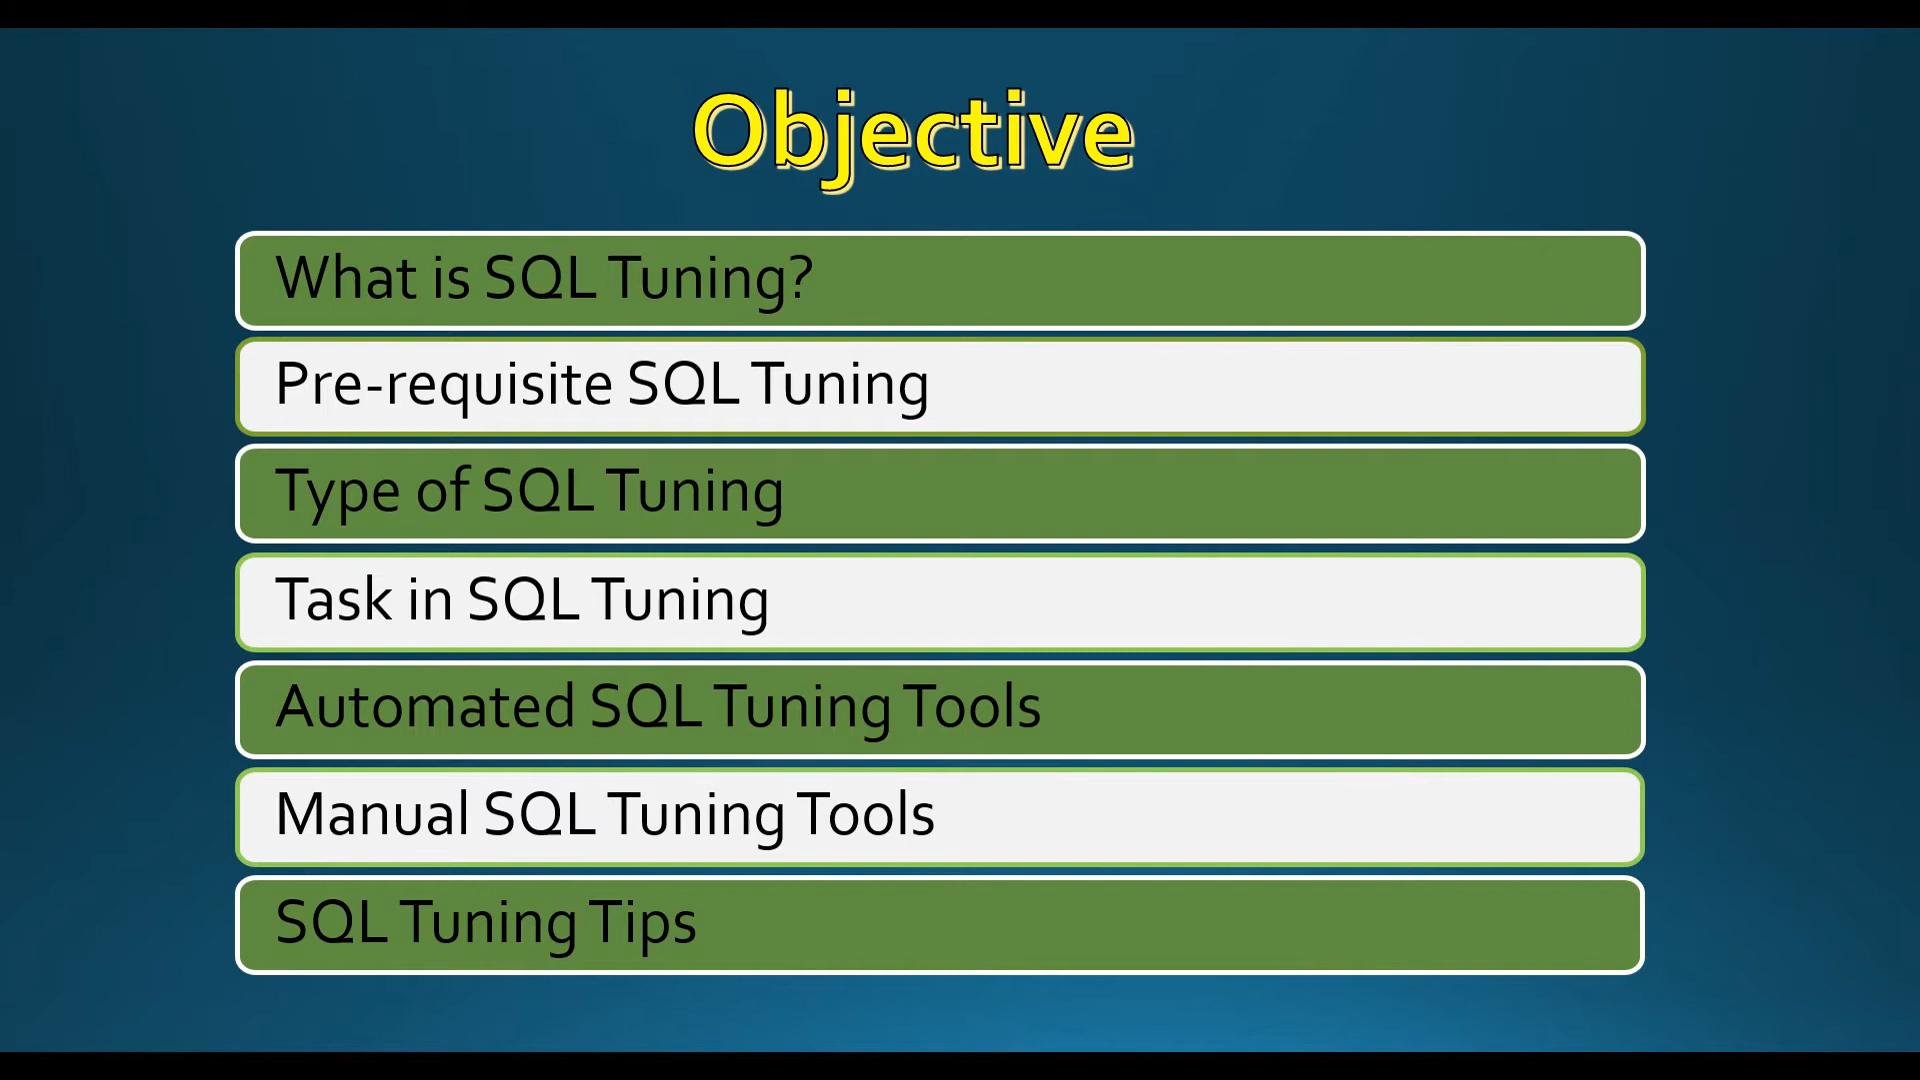 Objective
What is SQL Tuning?
Pre-requisite SQL Tuning
Type of SQL Tuning
Task in SQL Tuning
Automated SQL Tuning Tools
Manual SQL Tuning Tools
SQL Tuning Tips